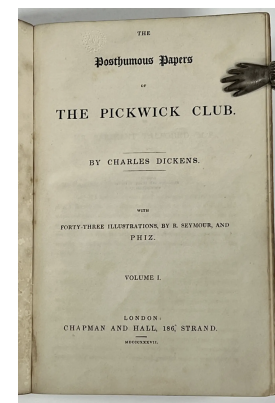 THE
Posthumous Papers
OF
THE PICKWICK CLUB.
BY CHARLES DICKENS.
WITH
FORTY-THREE ILLUSTRATIONS, BY R. SEYMOUR, AND
PHIZ.
VOLUME I.
LONDON:
CHAPMAN AND HALL, 186, STRAND.
MDCCCXXXVII.